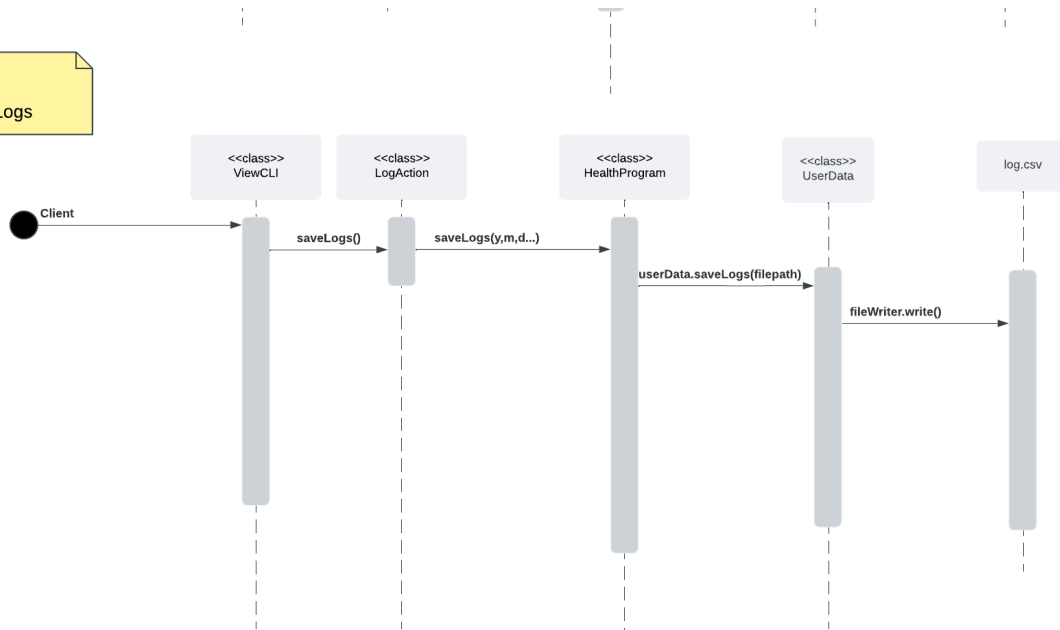 Logs
<<class>>
ViewCLI
<<class>>
LogAction
<<class>>
HealthProgram
<<class>>
UserData
log.csv
Client
saveLogs()
saveLogs(y,m,d...)
userData.saveLogs(filepath)
fileWriter.write()